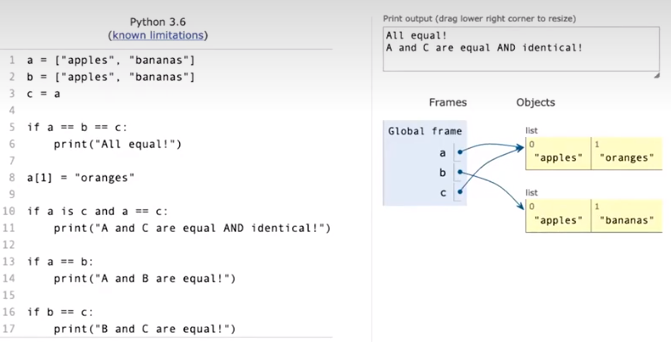 Python 3.6
(known limitations)
1 a = ["apples", "bananas"]
2 b = ["apples", "bananas"]
3 c = a
4
5 if a == b == c:
6     print("All equal!")
7
8 a[1] = "oranges"
9
10 if a is c and a == c:
11     print("A and C are equal AND identical!")
12
13 if a == b:
14     print("A and B are equal!")
15
16 if b == c:
17     print("B and C are equal!")
Print output (drag lower right corner to resize)
All equal!
A and C are equal AND identical!
Frames Objects
Global frame
a
b
c
list
0 1
"apples" "oranges"
list
0 1
"apples" "bananas"